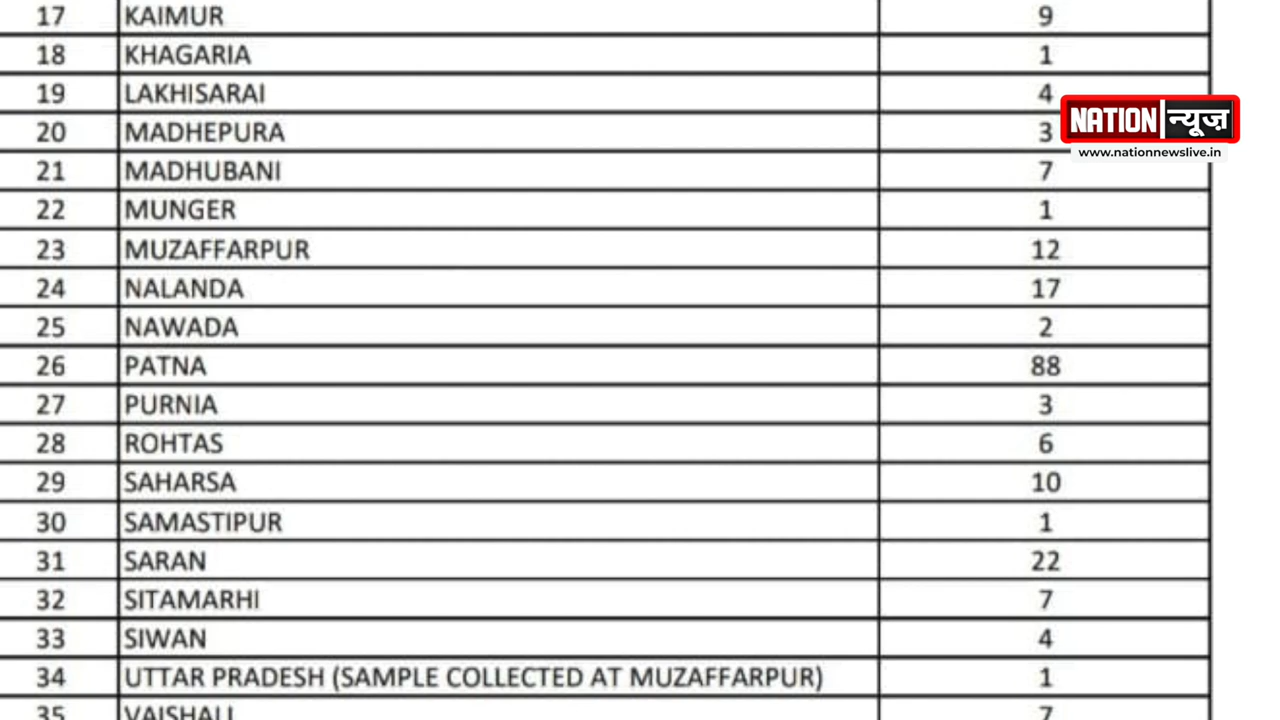 17 KAIMUR 9
18 KHAGARIA 1
19 LAKHISARAI 4
20 MADHEPURA 3
21 MADHUBANI 7
22 MUNGER 1
23 MUZAFFARPUR 12
24 NALANDA 17
25 NAWADA 2
26 PATNA 88
27 PURNIA 3
28 ROHTAS 6
29 SAHARSA 10
30 SAMASTIPUR 1
31 SARAN 22
32 SITAMARHI 7
33 SIWAN 4
34 UTTAR PRADESH (SAMPLE COLLECTED AT MUZAFFARPUR) 1
35 VAISHALI 7
NATION न्यूज़
www.nationnewslive.in